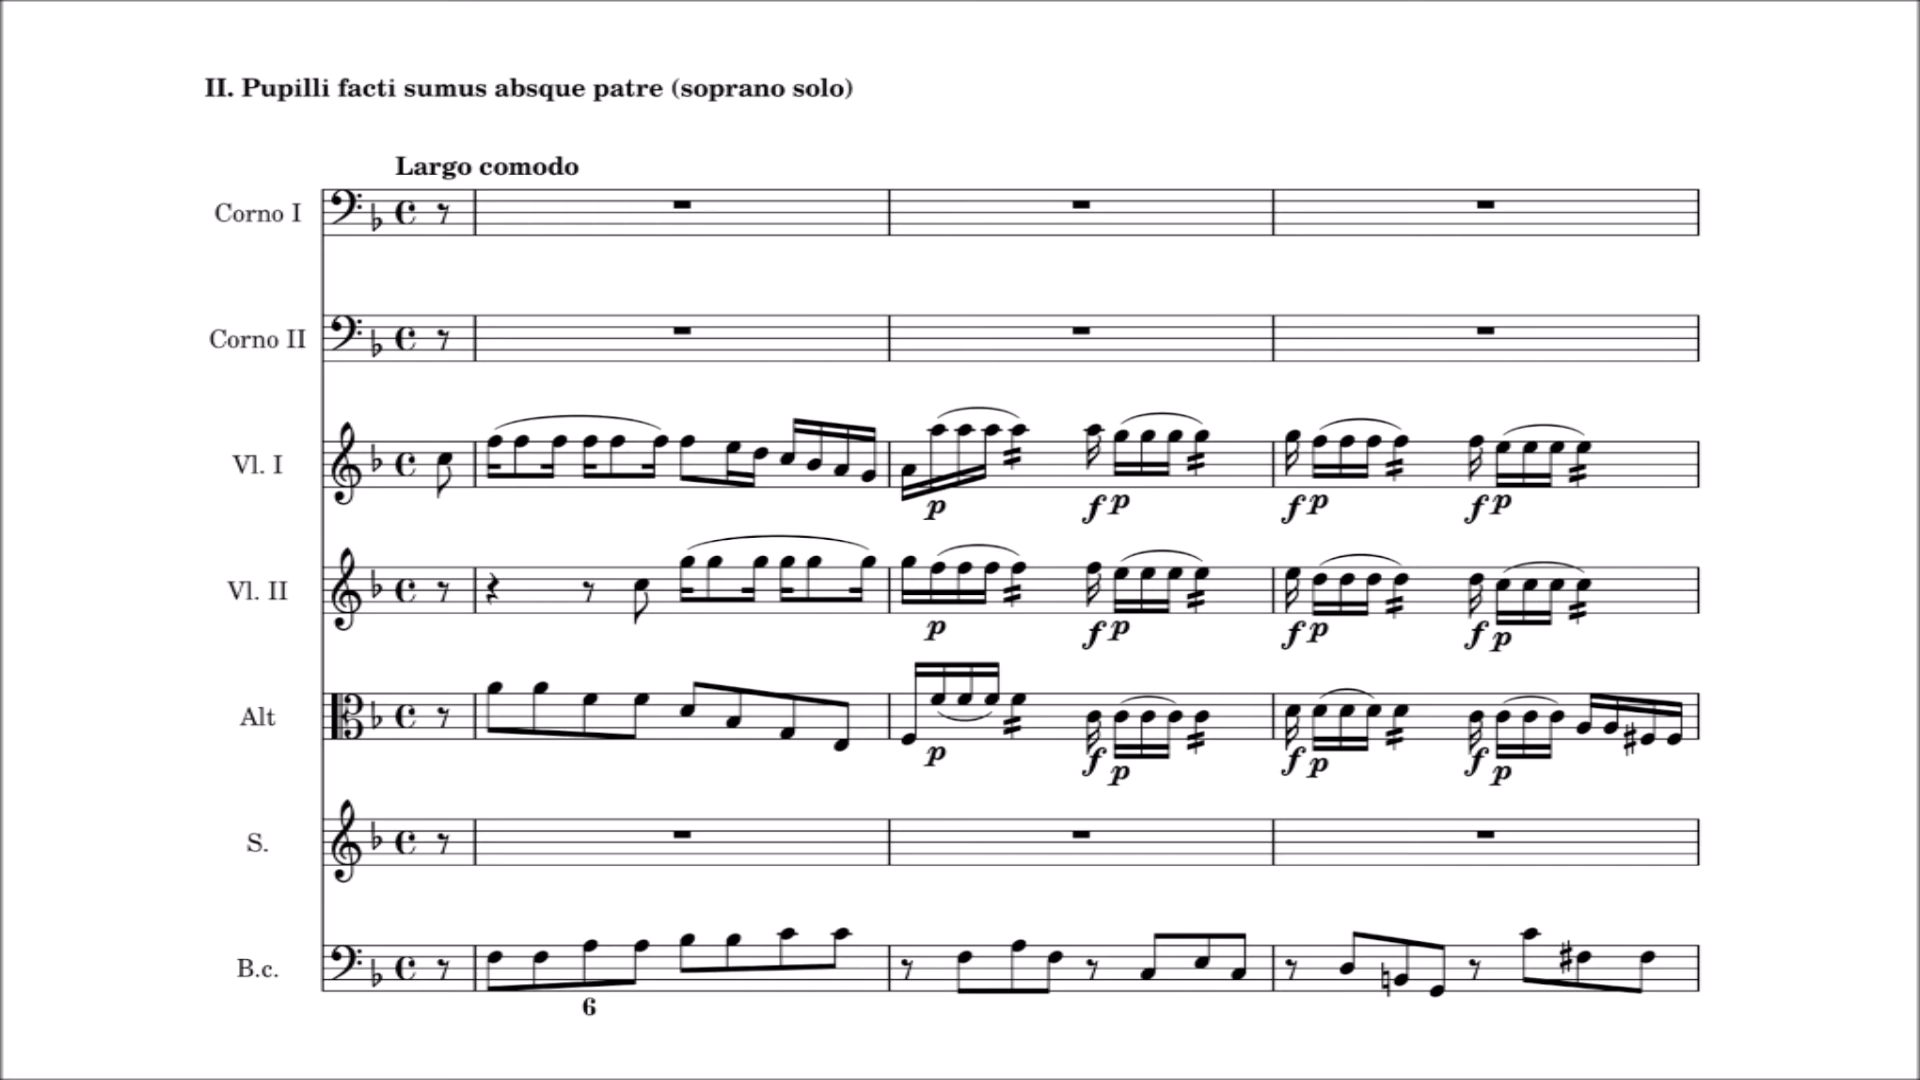 II. Pupilli facti sumus absque patre (soprano solo)
Largo comodo
Corno I
Corno II
Vl. I
p f p f p f p
Vl. II
p f p f p f p
Alt
p f p f p f p
S.
B.c.
6